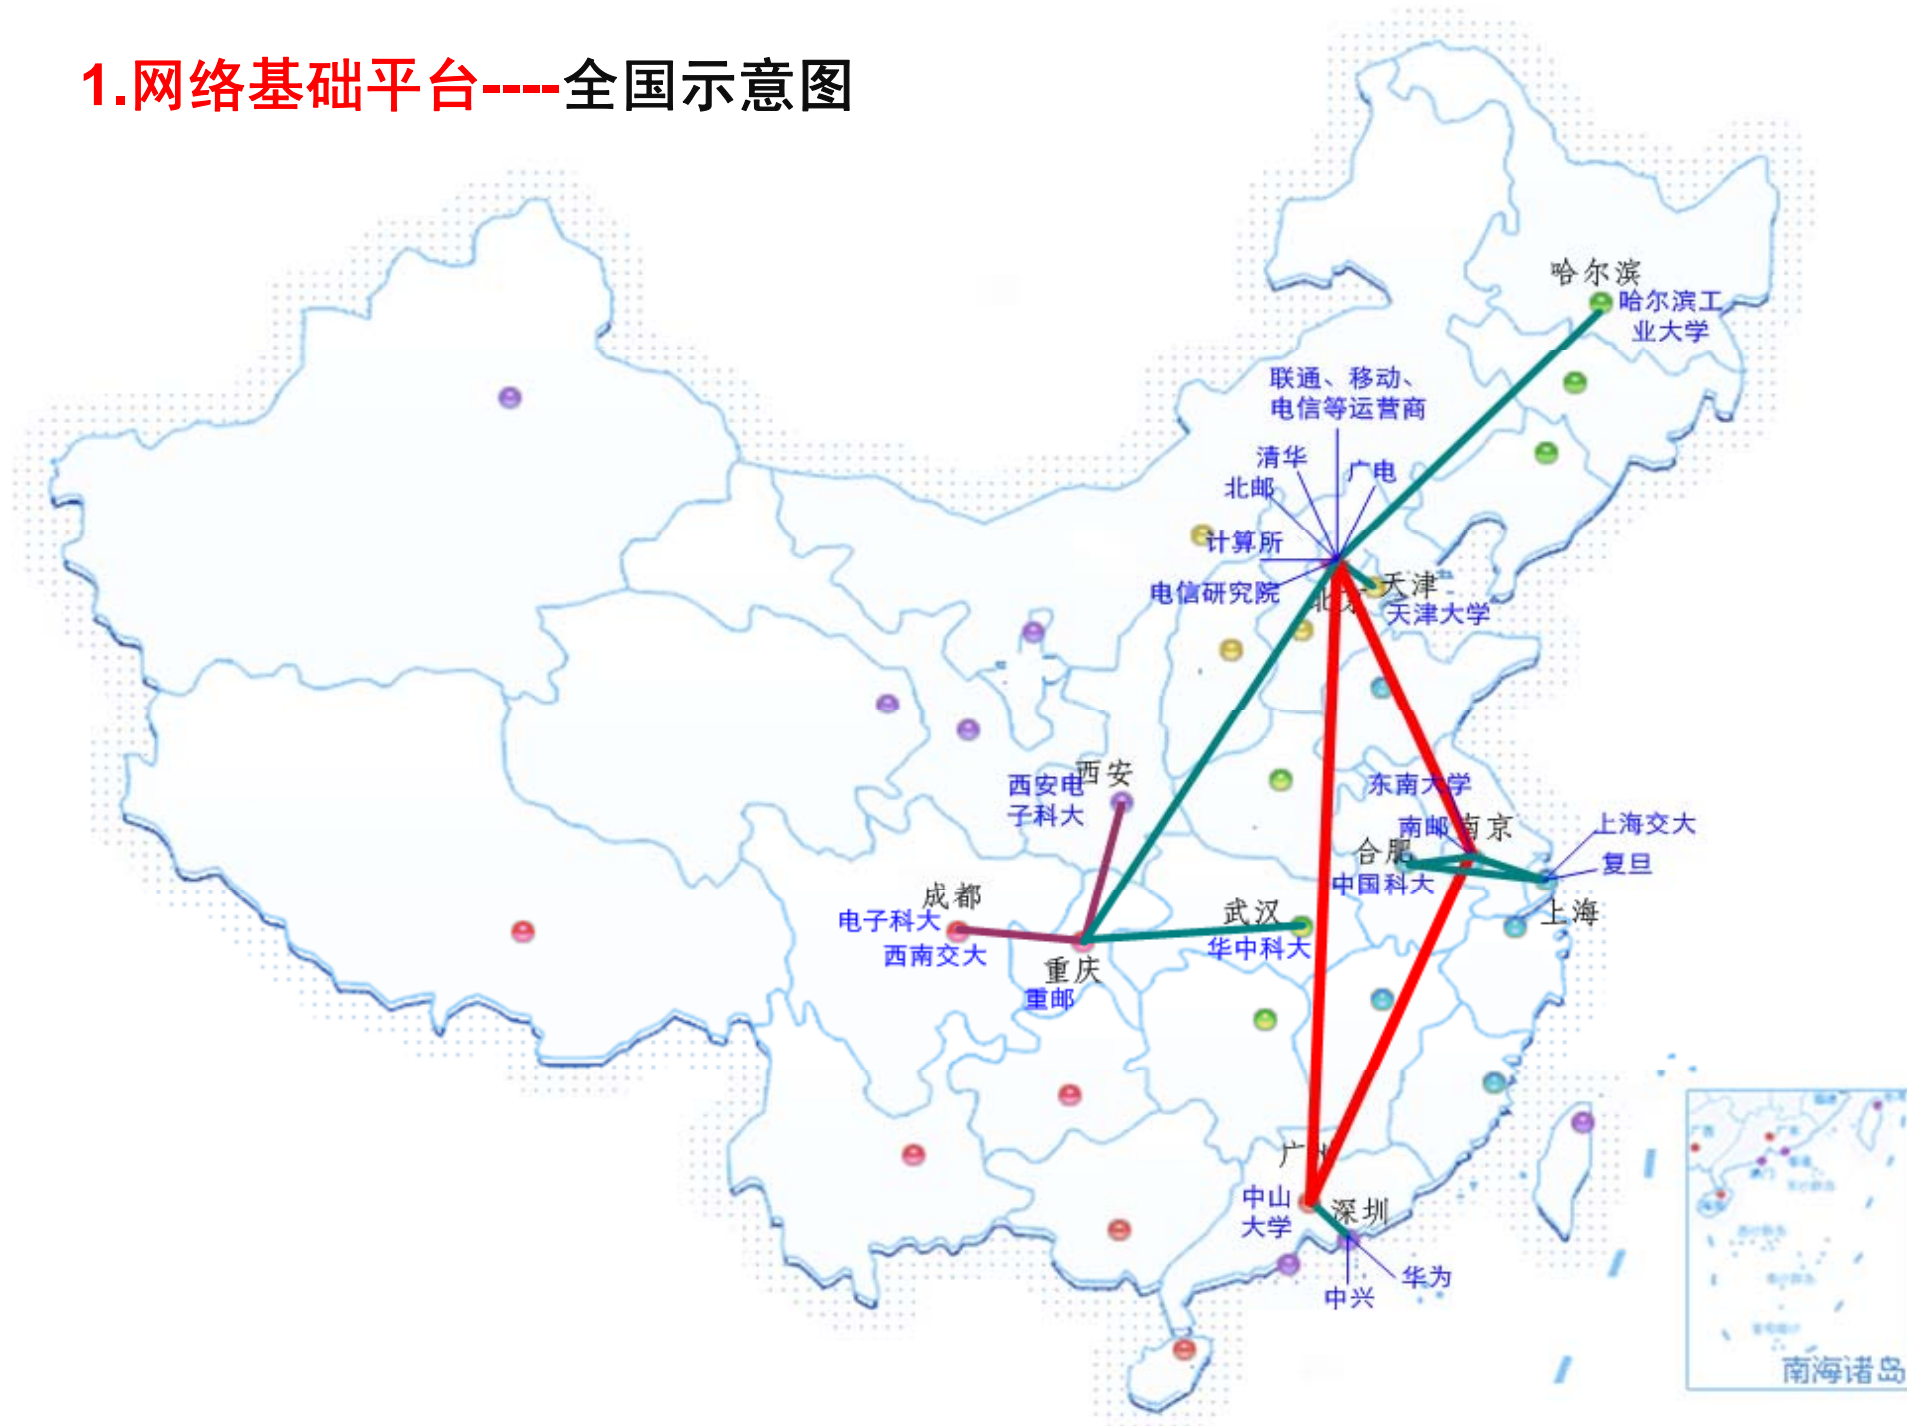 1.网络基础平台----全国示意图
哈尔滨
哈尔滨工
业大学
联通、移动、
电信等运营商
清华
广电
北邮
计算所
电信研究院
北京
天津
天津大学
西安
西安电
子科大
东南大学
南邮
南京
上海交大
合肥
复旦
中国科大
成都
电子科大
西南交大
武汉
华中科大
上海
重庆
重邮
中山
大学
深圳
华为
中兴
南海诸岛